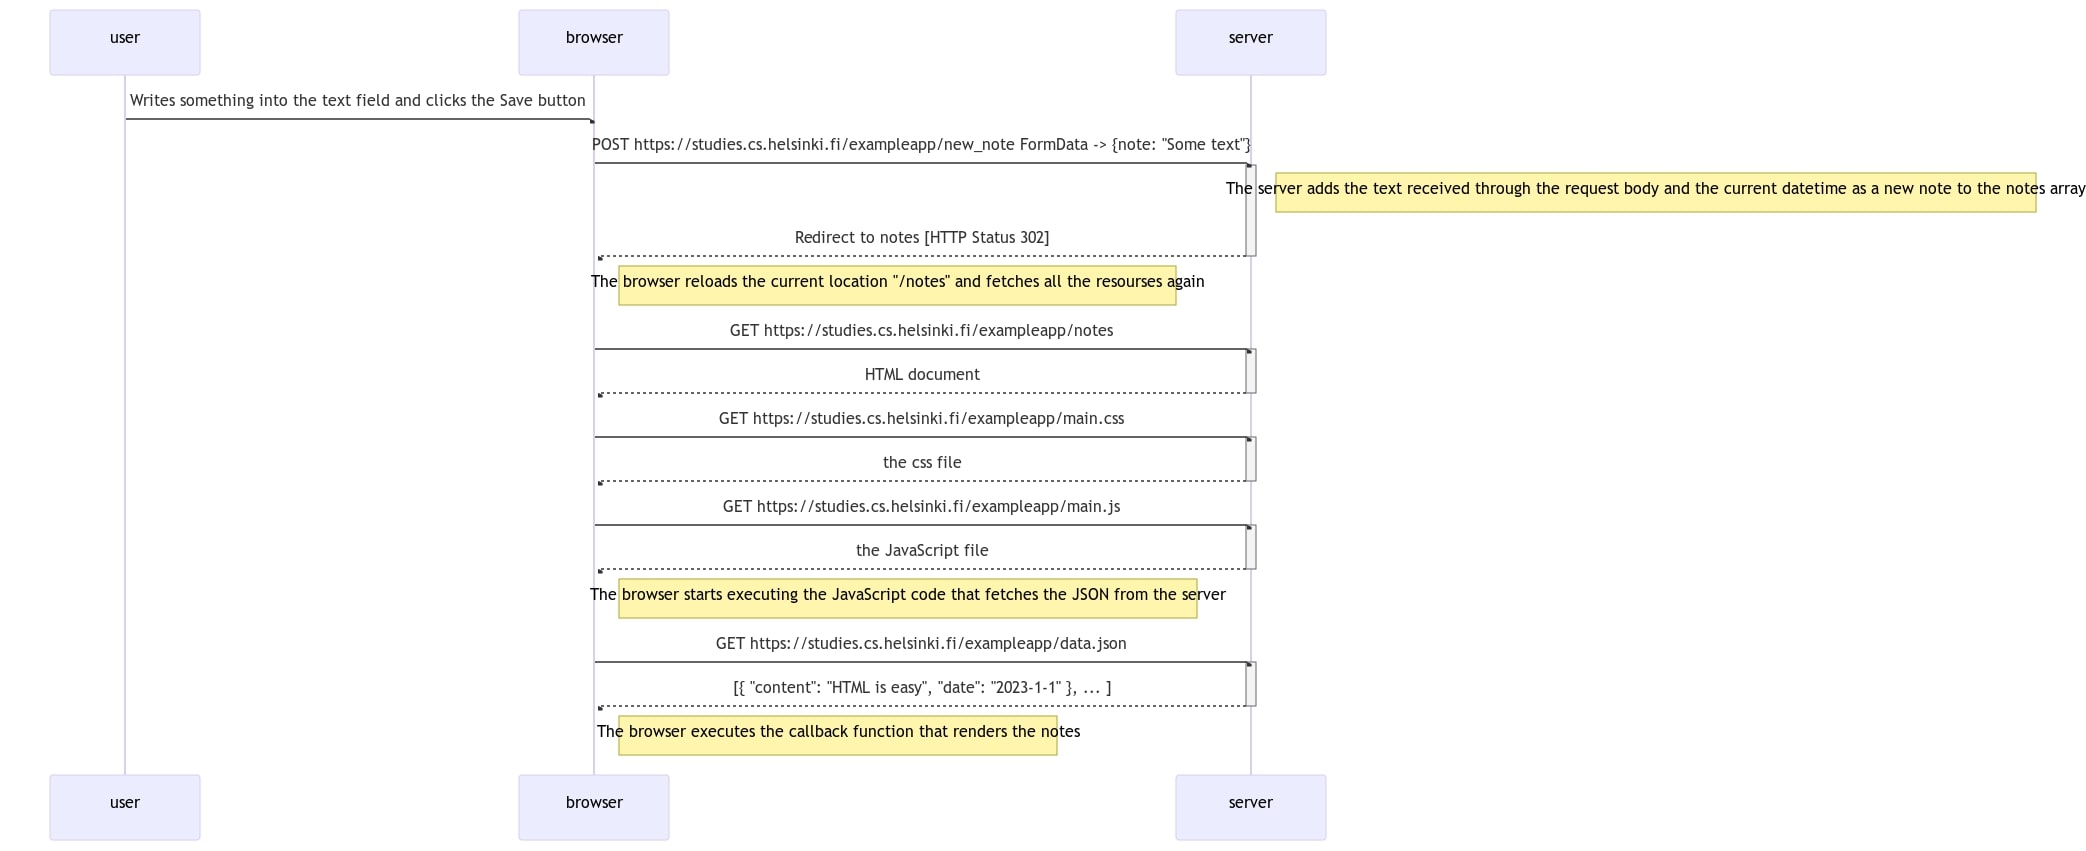 user
browser
server
Writes something into the text field and clicks the Save button
POST https://studies.cs.helsinki.fi/exampleapp/new_note FormData -> {note: "Some text"}
The server adds the text received through the request body and the current datetime as a new note to the notes array
Redirect to notes [HTTP Status 302]
The browser reloads the current location "/notes" and fetches all the resourses again
GET https://studies.cs.helsinki.fi/exampleapp/notes
HTML document
GET https://studies.cs.helsinki.fi/exampleapp/main.css
the css file
GET https://studies.cs.helsinki.fi/exampleapp/main.js
the JavaScript file
The browser starts executing the JavaScript code that fetches the JSON from the server
GET https://studies.cs.helsinki.fi/exampleapp/data.json
[{ "content": "HTML is easy", "date": "2023-1-1" }, ... ]
The browser executes the callback function that renders the notes
user
browser
server